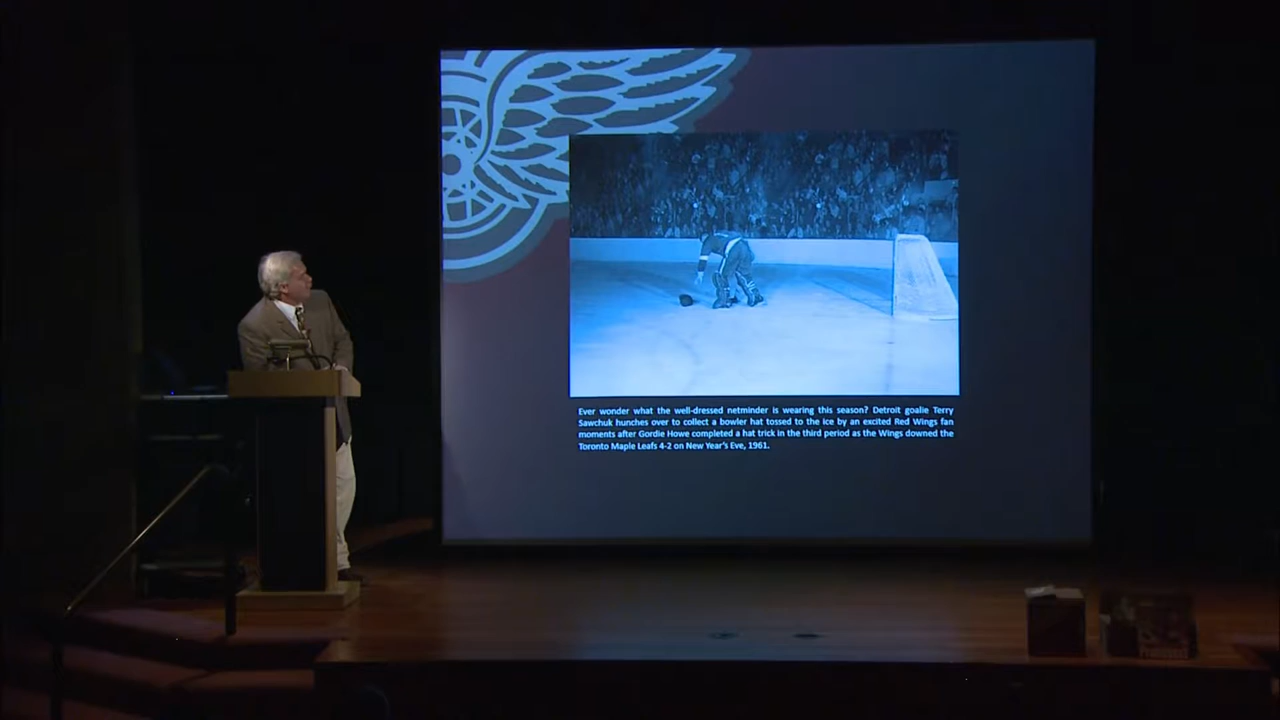 Ever wonder what the well-dressed netminder is wearing this season? Detroit goalie Terry
Sawchuk hunches over to collect a bowler hat tossed to the ice by an excited Red Wings fan
moments after Gordie Howe completed a hat trick in the third period as the Wings downed the
Toronto Maple Leafs 4-2 on New Year's Eve, 1961.